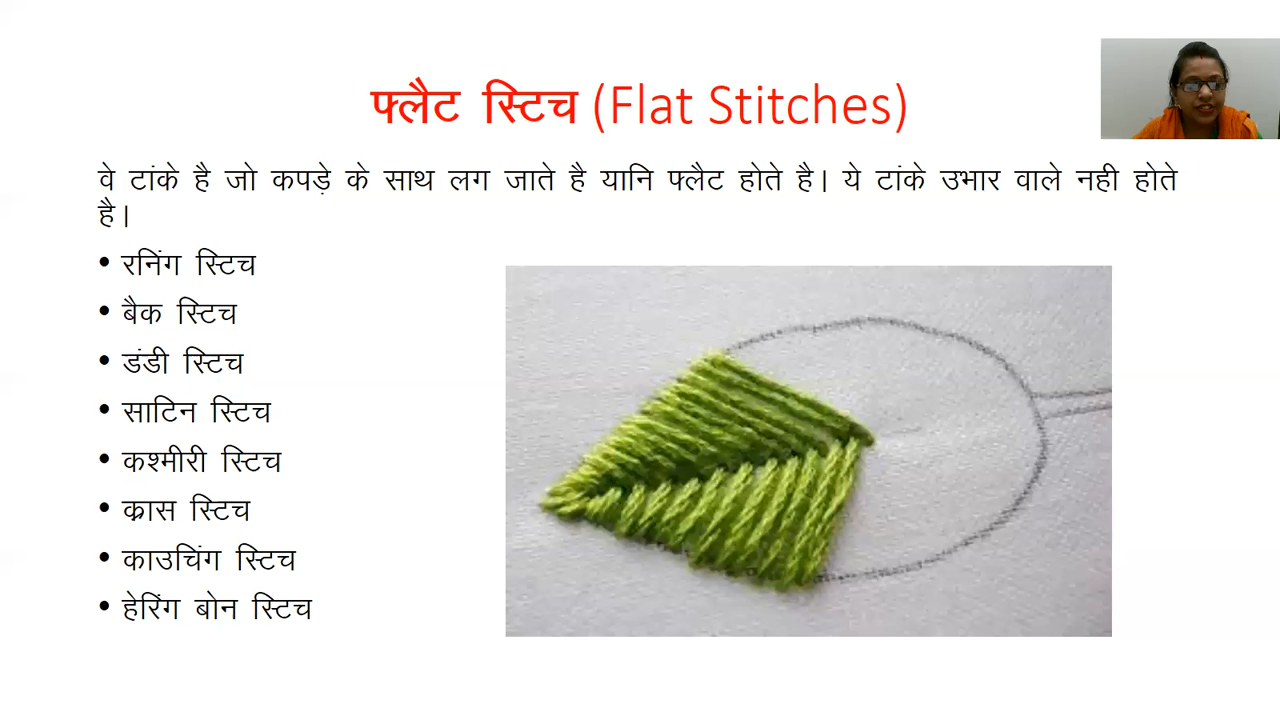 फ्लैट स्टिच (Flat Stitches)
वे टांके है जो कपड़े के साथ लग जाते है यानि फ्लैट होते है। ये टांके उभार वाले नही होते
है।
• रनिंग स्टिच
• बैक स्टिच
• डंडी स्टिच
• साटिन स्टिच
• कश्मीरी स्टिच
• क्रास स्टिच
• काउचिंग स्टिच
• हेरिंग बोन स्टिच